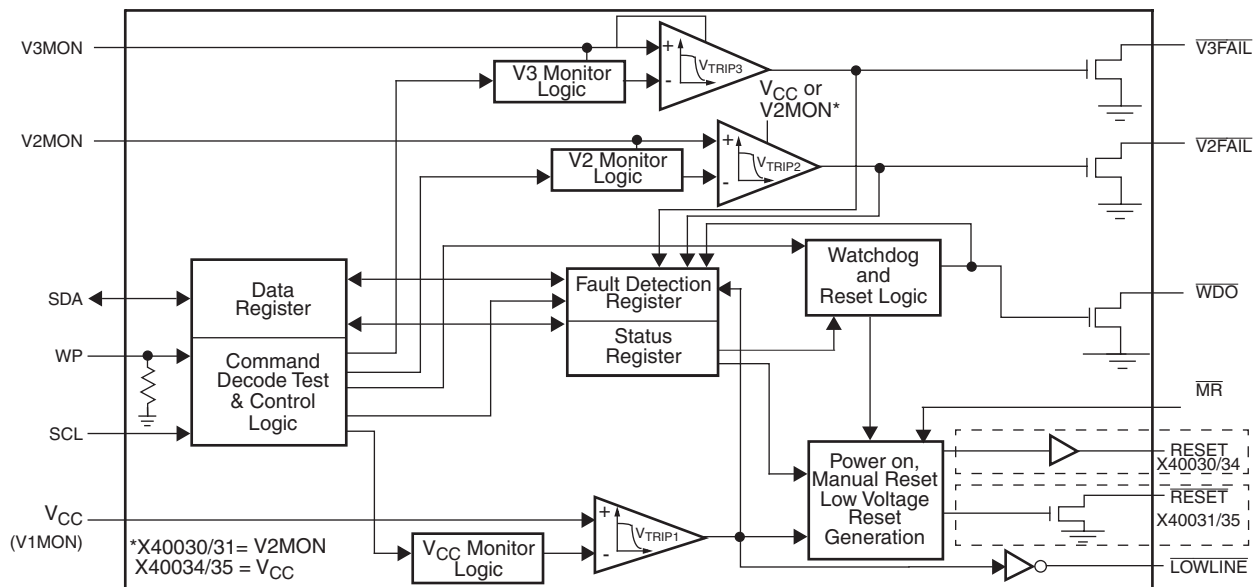 V3MON
V3 Monitor
Logic
+
-
VTRIP3
V3FAIL
VCC or
V2MON*
V2MON
V2 Monitor
Logic
+
-
VTRIP2
V2FAIL
SDA
WP
SCL
Data
Register
Command
Decode Test
& Control
Logic
Fault Detection
Register
Status
Register
Watchdog
and
Reset Logic
WDO
MR
Power on,
Manual Reset
Low Voltage
Reset
Generation
RESET
X40030/34
RESET
X40031/35
VCC
(V1MON)
*X40030/31= V2MON
X40034/35 = VCC
VCC Monitor
Logic
+
-
VTRIP1
LOWLINE